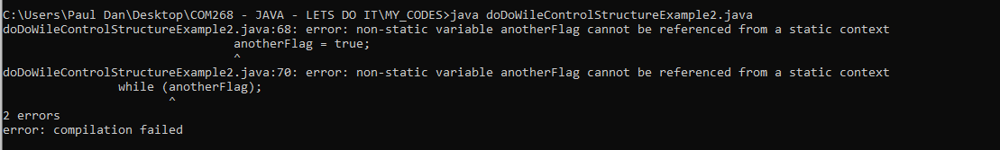 C:\Users\Paul Dan\Desktop\COM268 - JAVA - LETS DO IT\MY_CODES>java doDoWileControlStructureExample2.java
doDoWileControlStructureExample2.java:68: error: non-static variable anotherFlag cannot be referenced from a static context
anotherFlag = true;
^
doDoWileControlStructureExample2.java:70: error: non-static variable anotherFlag cannot be referenced from a static context
while (anotherFlag);
^
2 errors
error: compilation failed